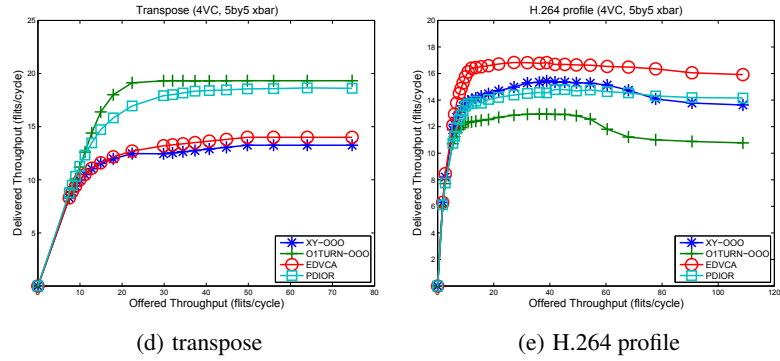 Transpose (4VC, 5by5 xbar)
25
20
15
10
5
0
0 10 20 30 40 50 60 70 80
Delivered Throughput (flits/cycle)
Offered Throughput (flits/cycle)
XY-OOO
O1TURN-OOO
EDVCA
PDIOR
(d) transpose
H.264 profile (4VC, 5by5 xbar)
20
18
16
14
12
10
8
6
4
2
0
0 20 40 60 80 100 120
Delivered Throughput (flits/cycle)
Offered Throughput (flits/cycle)
XY-OOO
O1TURN-OOO
EDVCA
PDIOR
(e) H.264 profile